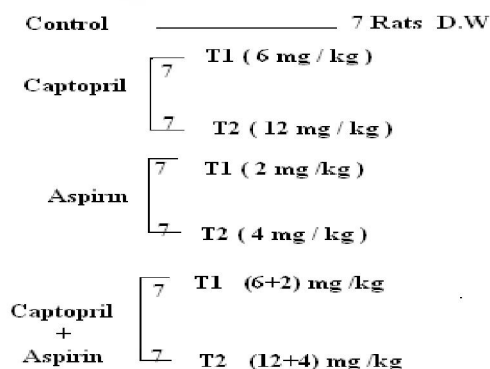 Control 7 Rats D.W
T1 ( 6 mg / kg )
7
Captopril
7
T2 ( 12 mg / kg )
7
T1 ( 2 mg /kg )
Aspirin
7
T2 ( 4 mg / kg )
7
T1 (6+2) mg /kg
Captopril
+
Aspirin
7
T2 (12+4) mg /kg